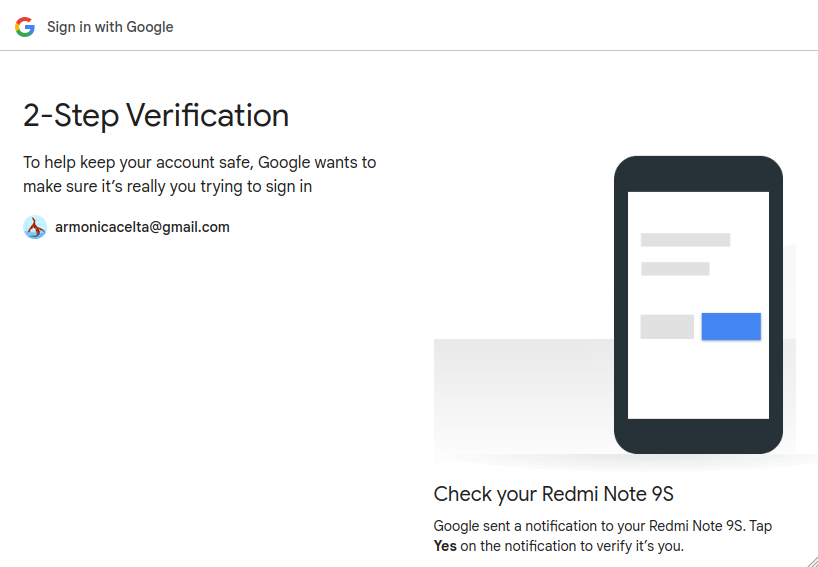 Sign in with Google
2-Step Verification
To help keep your account safe, Google wants to
make sure it’s really you trying to sign in
armonicacelta@gmail.com
Check your Redmi Note 9S
Google sent a notification to your Redmi Note 9S. Tap
Yes on the notification to verify it’s you.